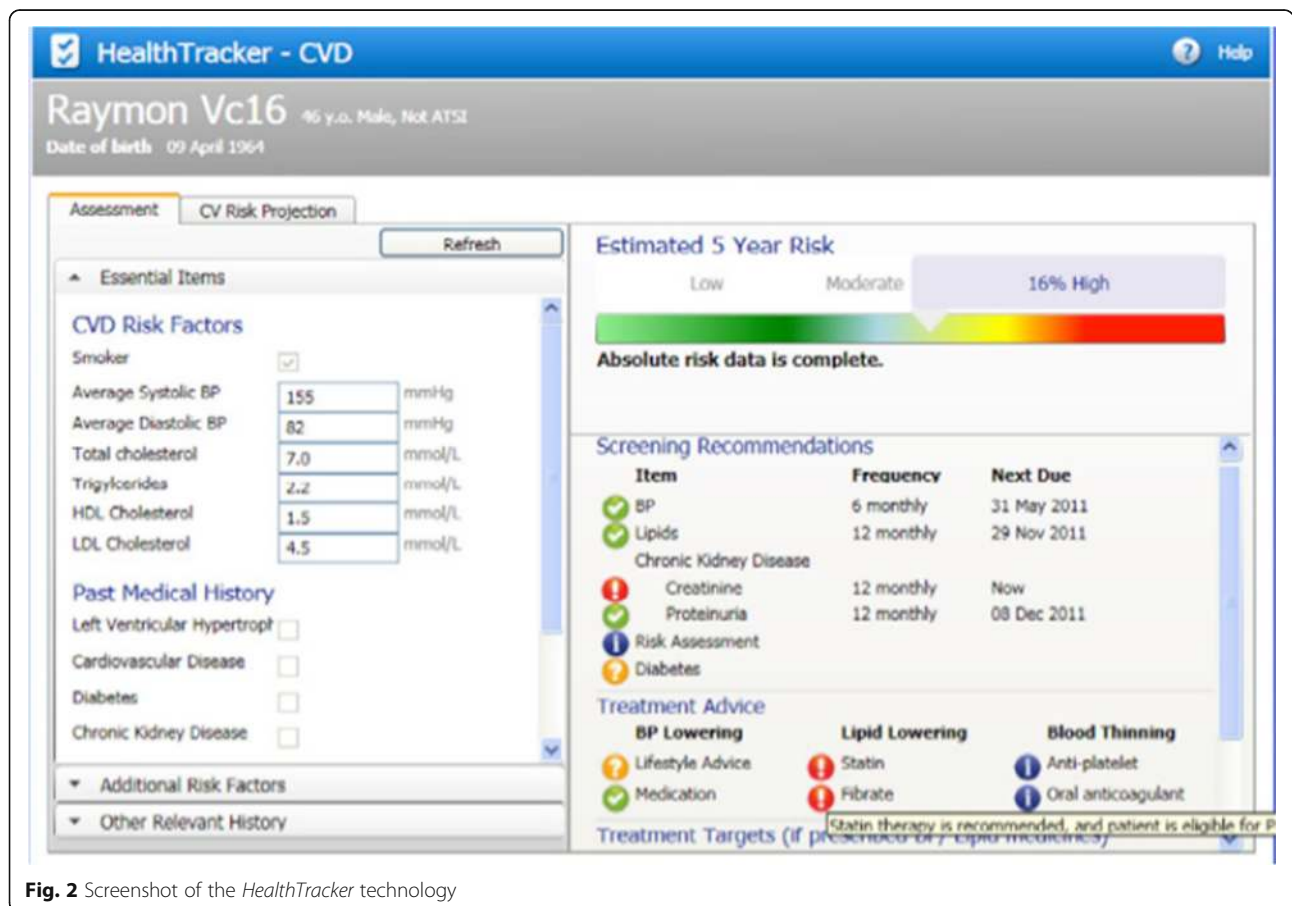 HealthTracker - CVD
Help
Raymon Vc16 46 y.o. Male, Not ATSI
Date of birth 09 April 1964
Assessment CV Risk Projection
Refresh
Essential Items
CVD Risk Factors
Smoker
Average Systolic BP 155 mmHg
Average Diastolic BP 82 mmHg
Total cholesterol 7.0 mmol/L
Trigylcerides 2.2 mmol/L
HDL Cholesterol 1.5 mmol/L
LDL Cholesterol 4.5 mmol/L
Past Medical History
Left Ventricular Hypertroph
Cardiovascular Disease
Diabetes
Chronic Kidney Disease
Additional Risk Factors
Other Relevant History
Estimated 5 Year Risk
Low Moderate 16% High
Absolute risk data is complete.
Screening Recommendations
Item Frequency Next Due
BP 6 monthly 31 May 2011
Lipids 12 monthly 29 Nov 2011
Chronic Kidney Disease
Creatinine 12 monthly Now
Proteinuria 12 monthly 08 Dec 2011
Risk Assessment
Diabetes
Treatment Advice
BP Lowering Lipid Lowering Blood Thinning
Lifestyle Advice Statin Anti-platelet
Medication Fibrate Oral anticoagulant
Statin therapy is recommended, and patient is eligible for P
Treatment Targets (if
Fig. 2 Screenshot of the HealthTracker technology